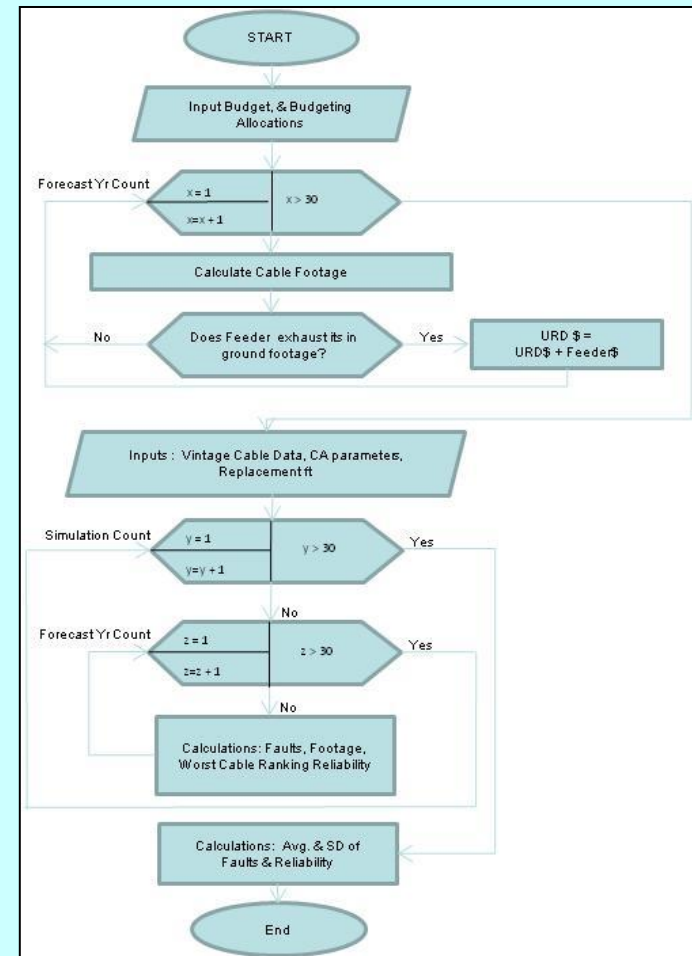 START
Input Budget, & Budgeting
Allocations
Forecast Yr Count
x = 1
x > 30
x=x + 1
Calculate Cable Footage
No
Does Feeder exhaust its in
ground footage?
Yes
URD $ =
URD$ + Feeder$
Inputs : Vintage Cable Data, CA parameters,
Replacement ft
Simulation Count
y = 1
y > 30
Yes
y=y + 1
No
Forecast Yr Count
z = 1
z > 30
Yes
z=z + 1
No
Calculations: Faults, Footage,
Worst Cable Ranking Reliability
Calculations: Avg. & SD of
Faults & Reliability
End